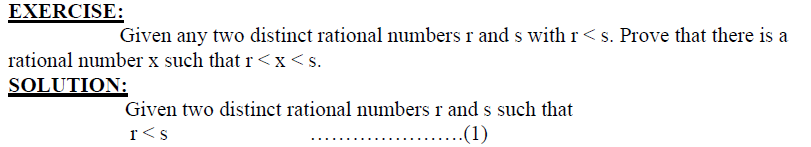 EXERCISE:
Given any two distinct rational numbers r and s with r < s. Prove that there is a
rational number x such that r < x < s.
SOLUTION:
Given two distinct rational numbers r and s such that
r < s …………………….(1)